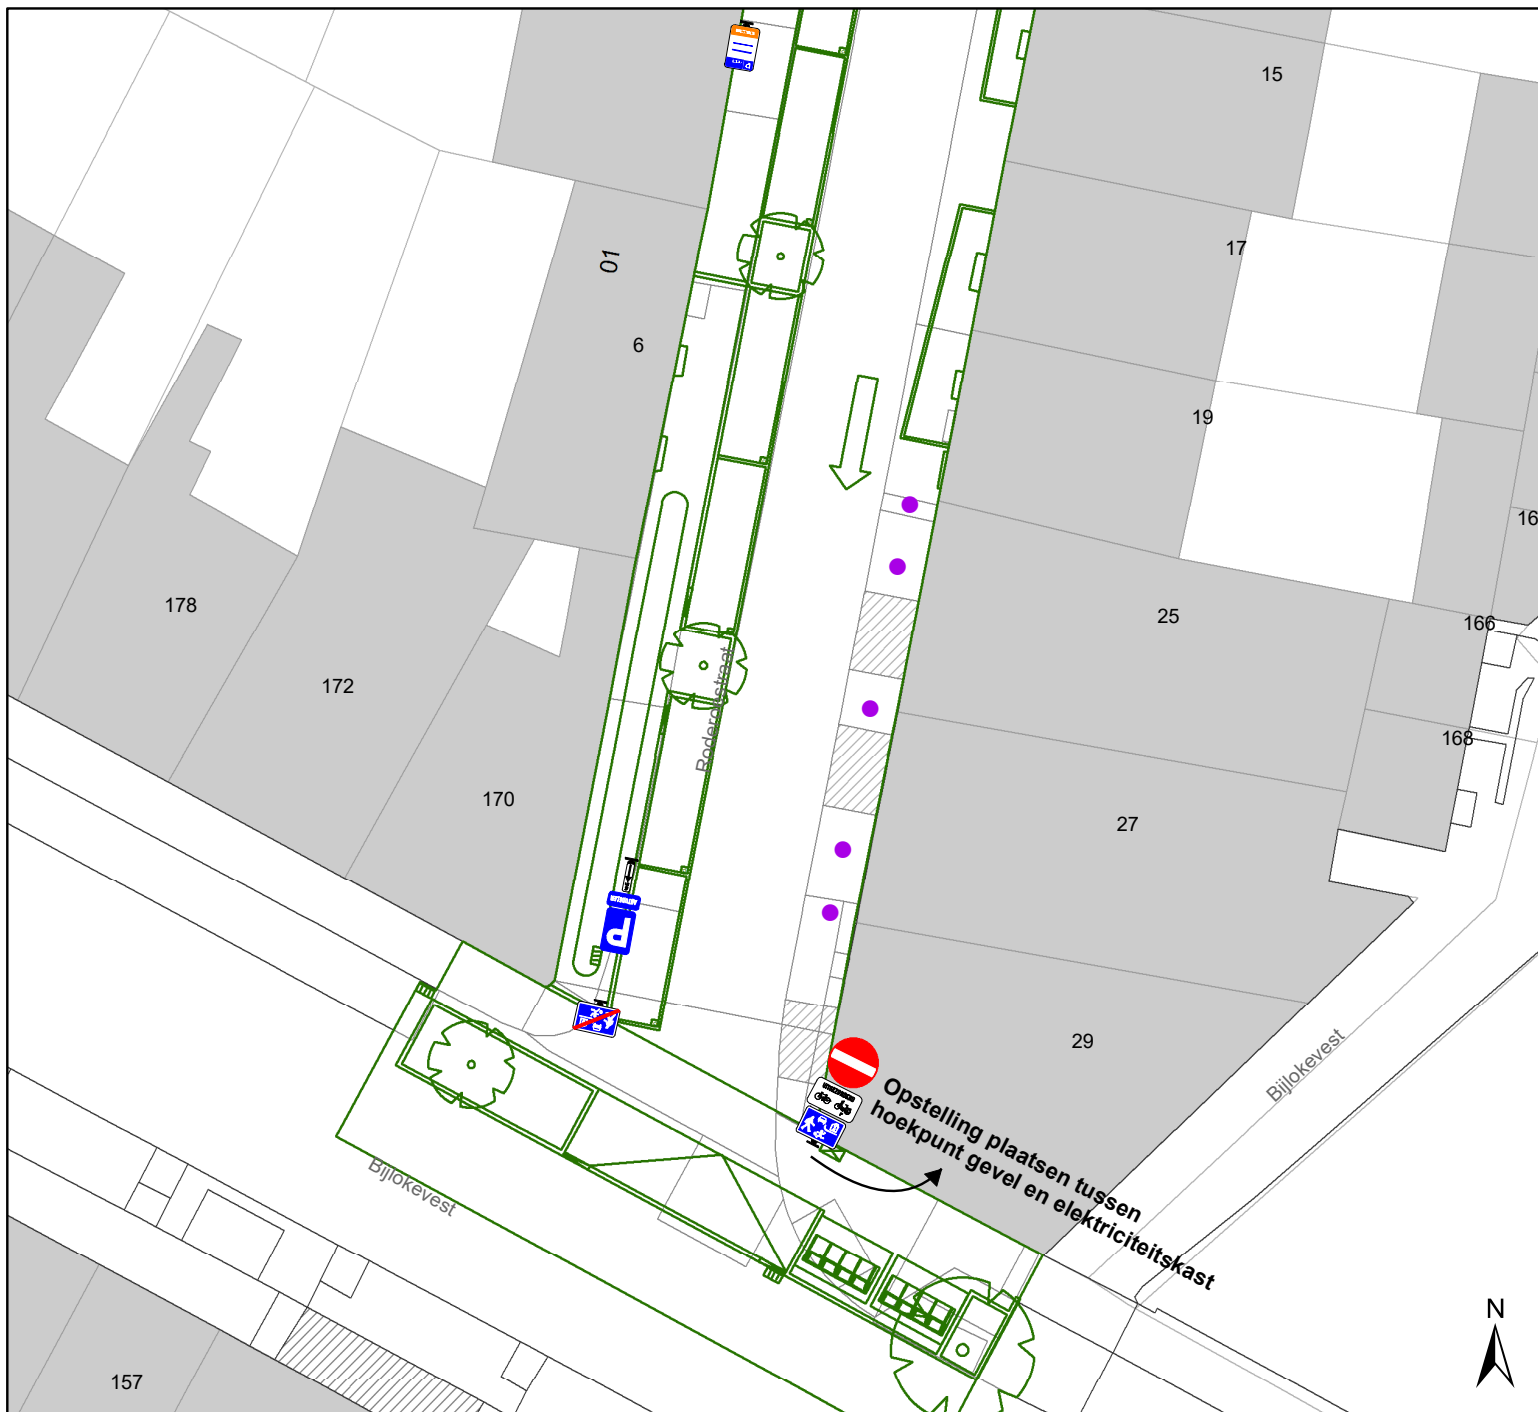 15
17
01
6
19
16
178
25
166
172
Roderoestraat
168
170
27
P
29
Bijlokevest
Opstelling plaatsen tussen
hoekpunt gevel en elektriciteitskast
Bijlokevest
N
157